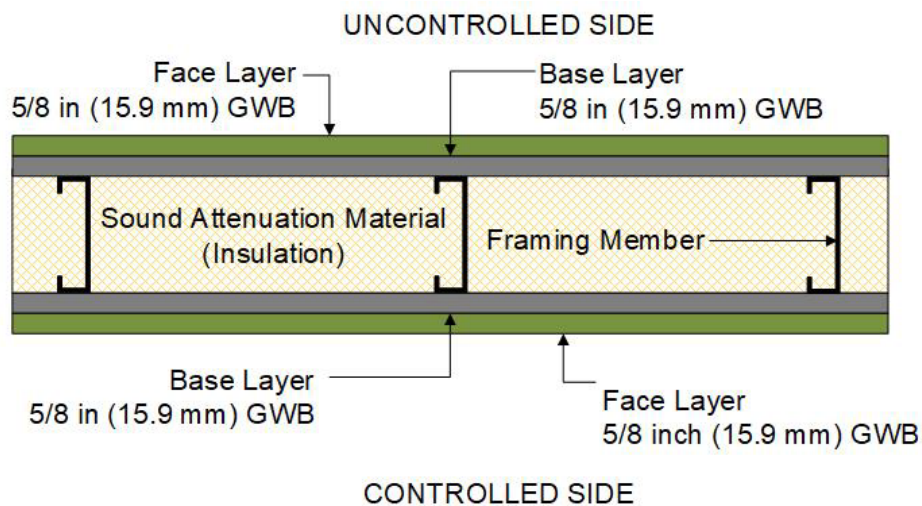 UNCONTROLLED SIDE
Face Layer
5/8 in (15.9 mm) GWB
Base Layer
5/8 in (15.9 mm) GWB
Sound Attenuation Material
(Insulation)
Framing Member
Base Layer
5/8 in (15.9 mm) GWB
Face Layer
5/8 inch (15.9 mm) GWB
CONTROLLED SIDE